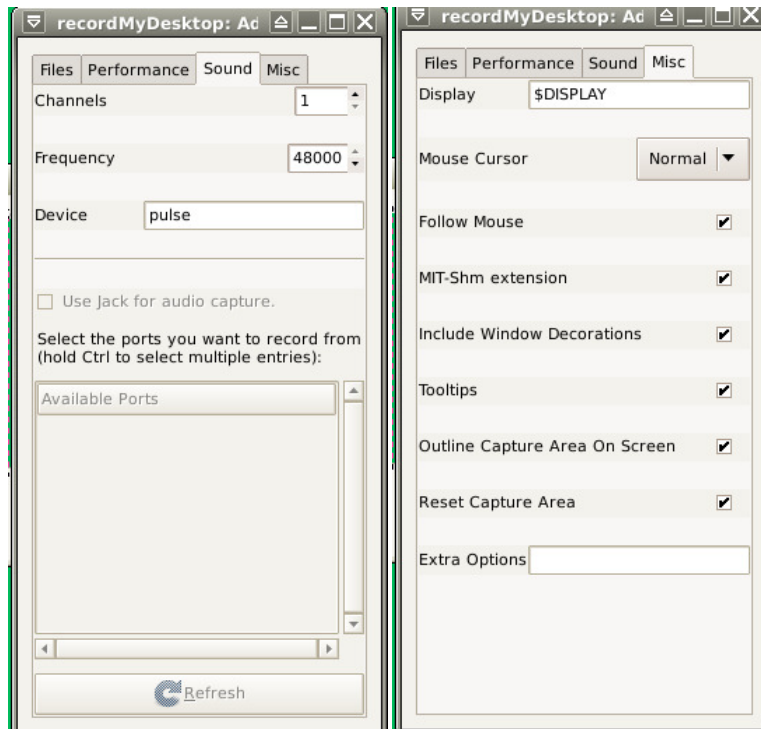 recordMyDesktop: Ad
Files Performance Sound Misc
Channels 1
Frequency 48000
Device pulse
Use Jack for audio capture.
Select the ports you want to record from
(hold Ctrl to select multiple entries):
Available Ports
Refresh
recordMyDesktop: Ad
Files Performance Sound Misc
Display $DISPLAY
Mouse Cursor Normal
Follow Mouse
MIT-Shm extension
Include Window Decorations
Tooltips
Outline Capture Area On Screen
Reset Capture Area
Extra Options